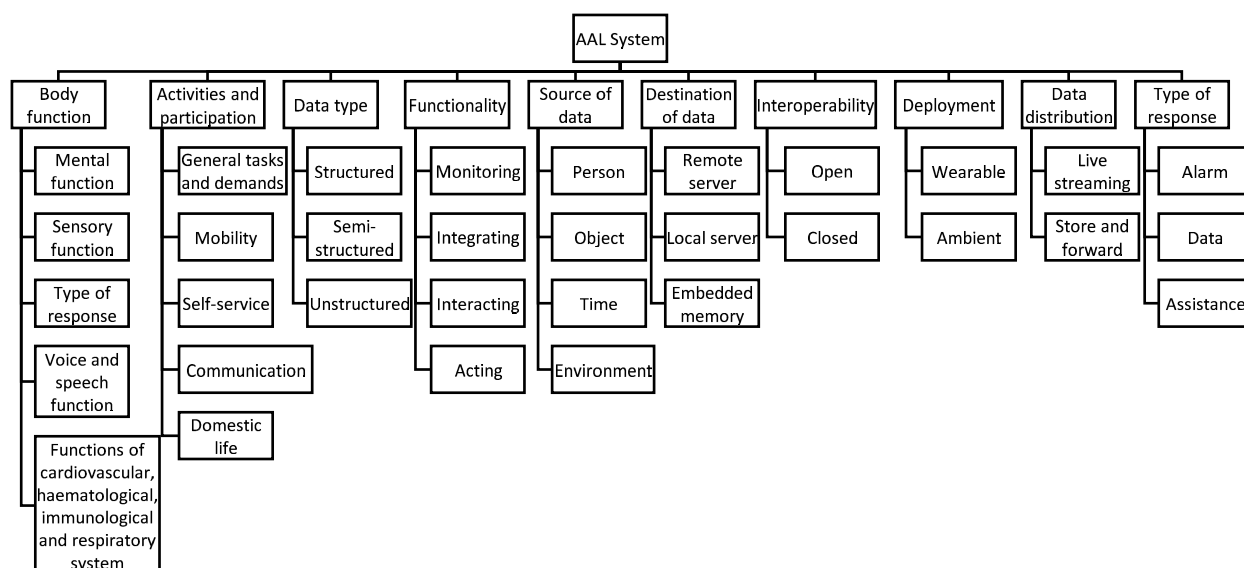 AAL System
Body
function
Activities and
participation
Data type
Functionality
Source of
data
Destination
of data
Interoperability
Deployment
Data
distribution
Type of
response
Mental
function
General tasks
and demands
Structured
Monitoring
Person
Remote
server
Open
Wearable
Live
streaming
Alarm
Sensory
function
Mobility
Semi-
structured
Integrating
Object
Local server
Closed
Ambient
Store and
forward
Data
Type of
response
Self-service
Unstructured
Interacting
Time
Embedded
memory
Assistance
Voice and
speech
function
Communication
Acting
Environment
Domestic
life
Functions of
cardiovascular,
haematological,
immunological
and respiratory
system